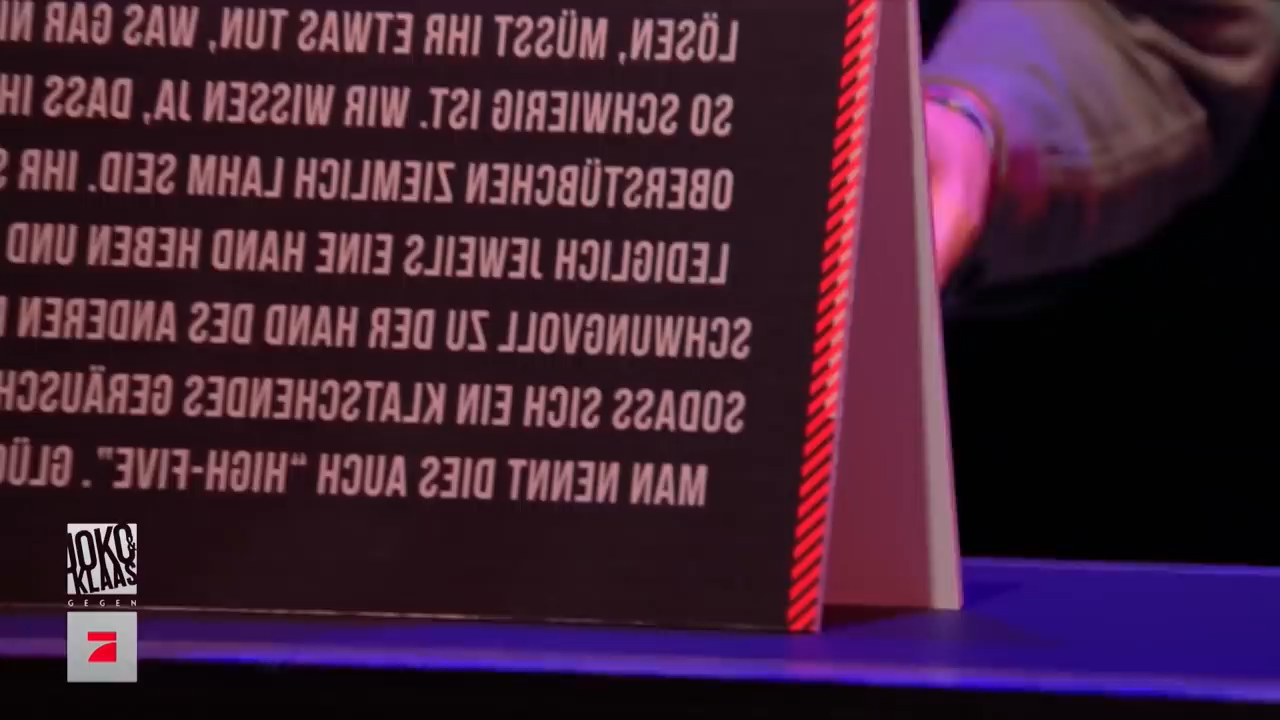 LÖSEN, MÜSST IHR ETWAS TUN, WAS GAR
SO SCHWIERIG IST. WIR WISSEN JA, DASS
OBERSTÜBCHEN ZIEMLICH LAHM SEID. IHR
LEDIGLICH JEWEILS EINE HAND HEBEN UND
SCHWUNGVOLL ZU DER HAND DES ANDEREN
SODASS SICH EIN KLATSCHENDES GERÄUSCH
MAN NENNT DIES AUCH “HIGH-FIVE”.
JOKO &
KLAAS
GEGEN